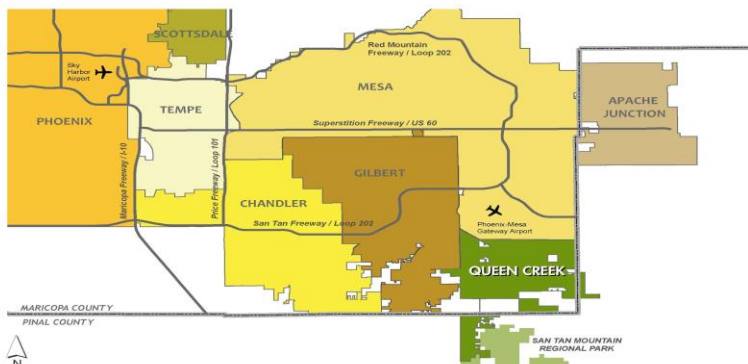 SCOTTSDALE
Red Mountain
Freeway / Loop 202
Sky
Harbor
Airport
MESA
TEMPE
APACHE
JUNCTION
PHOENIX
Superstition Freeway / US 60
Maricopa Freeway / I-10
Price Freeway / Loop 101
GILBERT
CHANDLER
San Tan Freeway / Loop 202
Phoenix-Mesa
Gateway Airport
QUEEN CREEK
MARICOPA COUNTY
PINAL COUNTY
SAN TAN MOUNTAIN
REGIONAL PARK
N